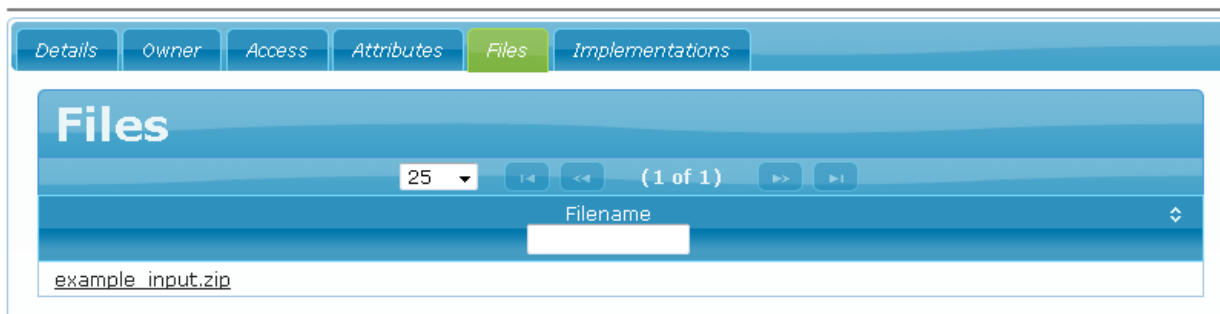 Details Owner Access Attributes Files Implementations
Files
25 (1 of 1)
Filename
example_input.zip